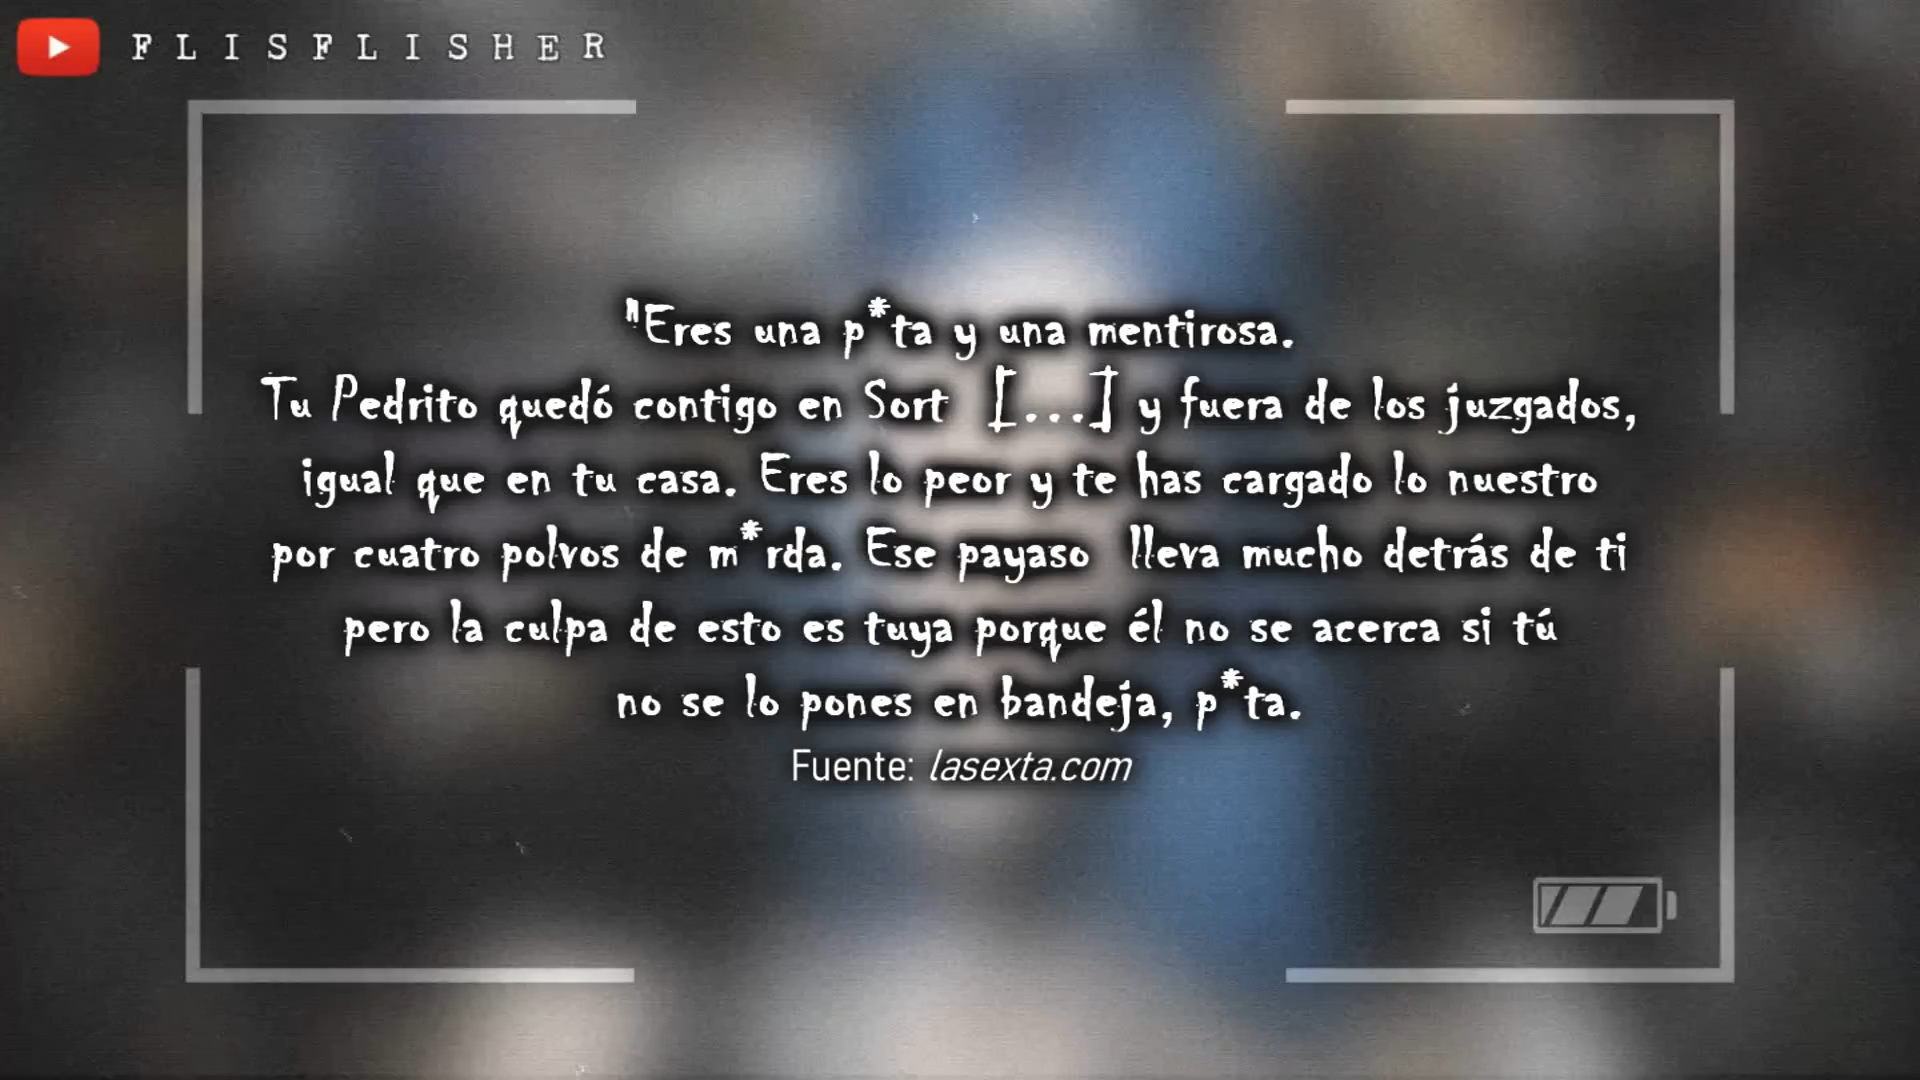 FLISFLISHER
"Eres una p*ta y una mentirosa.
Tu Pedrito quedó contigo en Sort [...] y fuera de los juzgados,
igual que en tu casa. Eres lo peor y te has cargado lo nuestro
por cuatro polvos de m*rda. Ese payaso lleva mucho detrás de ti
pero la culpa de esto es tuya porque él no se acerca si tú
no se lo pones en bandeja, p*ta.
Fuente: lasexta.com